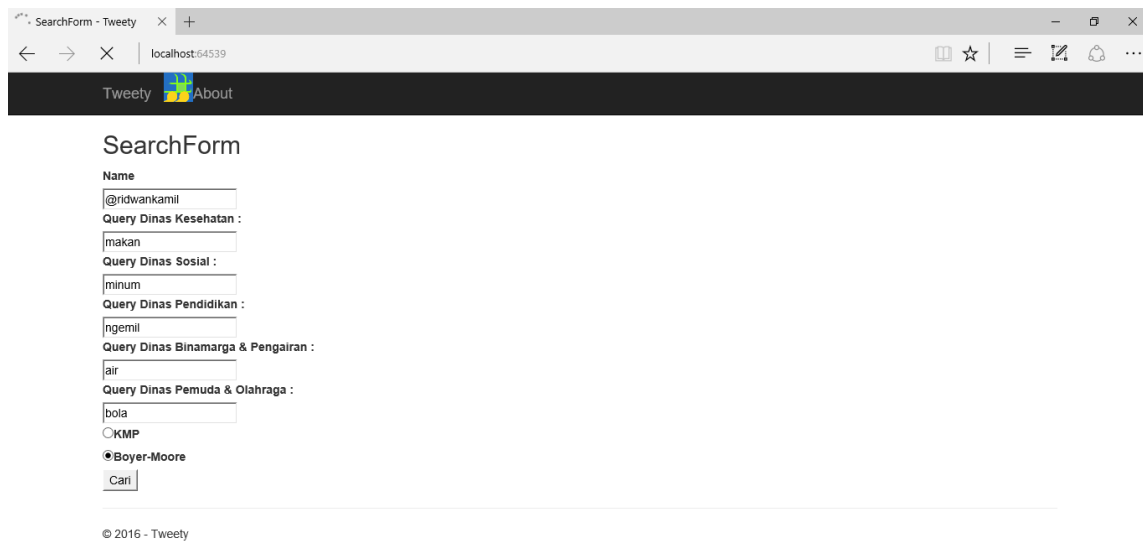 SearchForm - Tweety
localhost:64539
Tweety About
SearchForm
Name
@ridwankamil
Query Dinas Kesehatan :
makan
Query Dinas Sosial :
minum
Query Dinas Pendidikan :
ngemil
Query Dinas Binamarga & Pengairan :
air
Query Dinas Pemuda & Olahraga :
bola
KMP
Boyer-Moore
Cari
© 2016 - Tweety